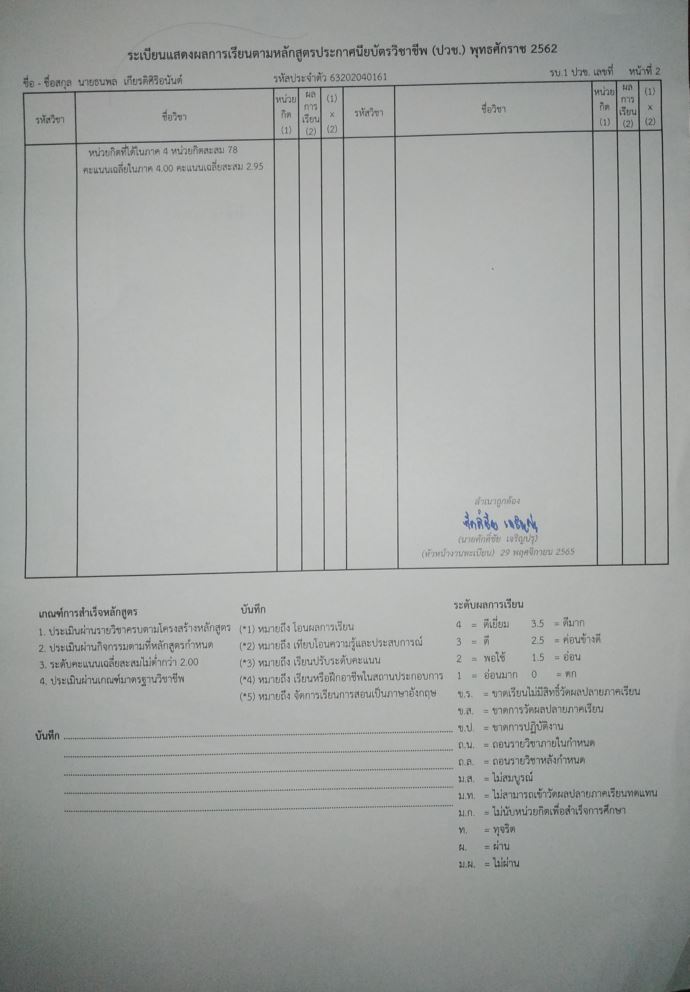 ระเบียนแสดงผลการเรียนตามหลักสูตรประกาศนียบัตรวิชาชีพ (ปวช.) พุทธศักราช 2562
ชื่อ - ชื่อสกุล นายธนพล เกียรติศิริอนันต์ รหัสประจำตัว 63202040161 รบ.1 ปวช. เลขที่ หน้าที่ 2
รหัสวิชา ชื่อวิชา หน่วยกิต (1) ผลการเรียน (2) (1) x (2) รหัสวิชา ชื่อวิชา หน่วยกิต (1) ผลการเรียน (2) (1) x (2)
หน่วยกิตที่ได้ในภาค 4 หน่วยกิตสะสม 78
คะแนนเฉลี่ยในภาค 4.00 คะแนนเฉลี่ยสะสม 2.95
สำเนาถูกต้อง
ศักดิ์ชัย เจริญปรุ
(นายศักดิ์ชัย เจริญปรุ)
(หัวหน้างานทะเบียน) 29 พฤศจิกายน 2565
เกณฑ์การสำเร็จหลักสูตร
1. ประเมินผ่านรายวิชาครบตามโครงสร้างหลักสูตร
2. ประเมินผ่านกิจกรรมตามที่หลักสูตรกำหนด
3. ระดับคะแนนเฉลี่ยสะสมไม่ต่ำกว่า 2.00
4. ประเมินผ่านเกณฑ์มาตรฐานวิชาชีพ
บันทึก
(*1) หมายถึง โอนผลการเรียน
(*2) หมายถึง เทียบโอนความรู้และประสบการณ์
(*3) หมายถึง เรียนปรับระดับคะแนน
(*4) หมายถึง เรียนหรือฝึกอาชีพในสถานประกอบการ
(*5) หมายถึง จัดการเรียนการสอนเป็นภาษาอังกฤษ
ระดับผลการเรียน
4 = ดีเยี่ยม 3.5 = ดีมาก
3 = ดี 2.5 = ค่อนข้างดี
2 = พอใช้ 1.5 = อ่อน
1 = อ่อนมาก 0 = ตก
ข.ร. = ขาดเรียนไม่มีสิทธิ์วัดผลปลายภาคเรียน
ข.ส. = ขาดการวัดผลปลายภาคเรียน
ข.ป. = ขาดการปฏิบัติงาน
ถ.น. = ถอนรายวิชาภายในกำหนด
ถ.ล. = ถอนรายวิชาหลังกำหนด
ม.ส. = ไม่สมบูรณ์
ม.ท. = ไม่สามารถเข้าวัดผลปลายภาคเรียนทดแทน
ม.ก. = ไม่นับหน่วยกิตเพื่อสำเร็จการศึกษา
ท. = ทุจริต
ผ. = ผ่าน
ม.ผ. = ไม่ผ่าน
บันทึก